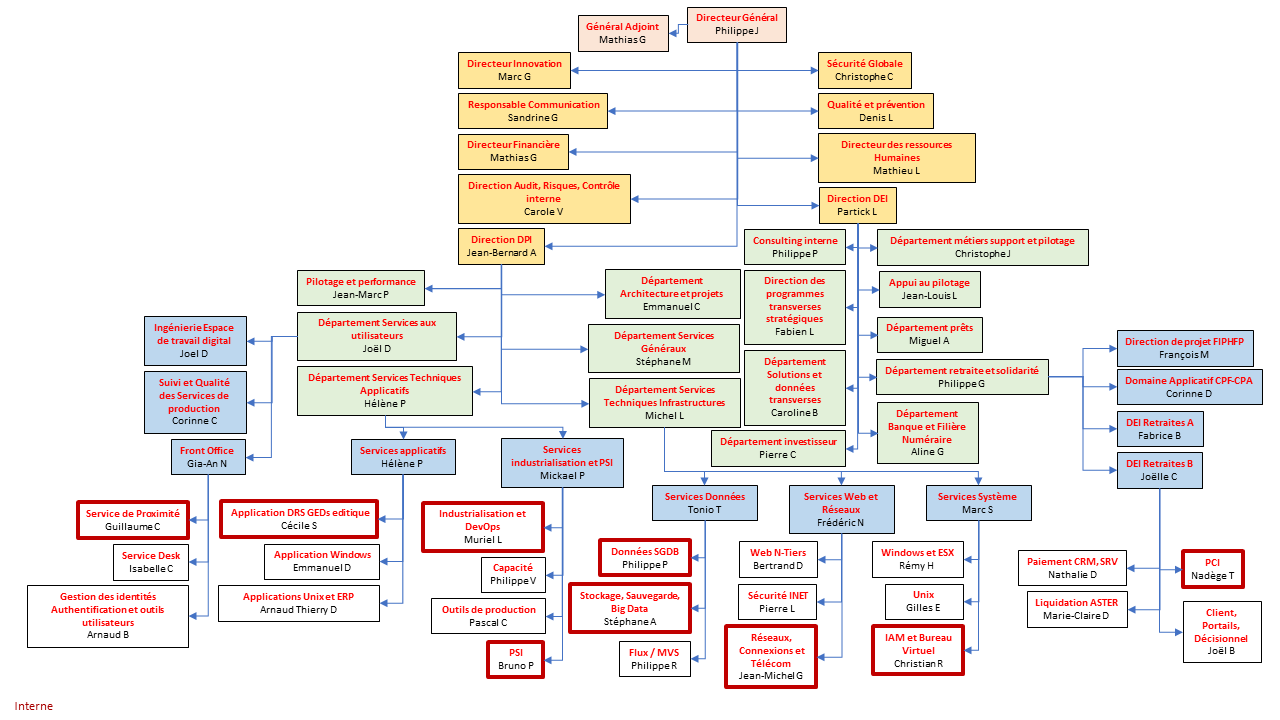 Directeur Général
Philippe J
Général Adjoint
Mathias G
Directeur Innovation
Marc G
Sécurité Globale
Christophe C
Responsable Communication
Sandrine G
Qualité et prévention
Denis L
Directeur Financière
Mathias G
Directeur des ressources
Humaines
Mathieu L
Direction Audit, Risques, Contrôle
interne
Carole V
Direction DEI
Partick L
Direction DPI
Jean-Bernard A
Consulting interne
Philippe P
Département métiers support et pilotage
Christophe J
Pilotage et performance
Jean-Marc P
Département
Architecture et projets
Emmanuel C
Direction des
programmes
transverses
stratégiques
Fabien L
Appui au pilotage
Jean-Louis L
Ingénierie Espace
de travail digital
Joel D
Département Services aux
utilisateurs
Joël D
Département Services
Généraux
Stéphane M
Département prêts
Miguel A
Direction de projet FIPHFP
François M
Département
Solutions et
données
transverses
Caroline B
Département retraite et solidarité
Philippe G
Domaine Applicatif CPF-CPA
Corinne D
Suivi et Qualité
des Services de
production
Corinne C
Département Services Techniques
Applicatifs
Hélène P
Département Services
Techniques Infrastructures
Michel L
Département
Banque et Filière
Numéraire
Aline G
DEI Retraites A
Fabrice B
Département investisseur
Pierre C
Front Office
Gia-An N
Services applicatifs
Hélène P
Services
industrialisation et PSI
Mickael P
DEI Retraites B
Joëlle C
Services Données
Tonio T
Services Web et
Réseaux
Frédéric N
Services Système
Marc S
Service de Proximité
Guillaume C
Application DRS GEDs editique
Cécile S
Industrialisation et
DevOps
Muriel L
Données SGDB
Philippe P
Web N-Tiers
Bertrand D
Windows et ESX
Rémy H
Paiement CRM, SRV
Nathalie D
PCI
Nadège T
Service Desk
Isabelle C
Application Windows
Emmanuel D
Capacité
Philippe V
Stockage, Sauvegarde,
Big Data
Stéphane A
Sécurité INET
Pierre L
Unix
Gilles E
Liquidation ASTER
Marie-Claire D
Client,
Portails,
Décisionnel
Joël B
Gestion des identités
Authentification et outils
utilisateurs
Arnaud B
Applications Unix et ERP
Arnaud Thierry D
Outils de production
Pascal C
PSI
Bruno P
Flux / MVS
Philippe R
Réseaux,
Connexions et
Télécom
Jean-Michel G
IAM et Bureau
Virtuel
Christian R
Interne